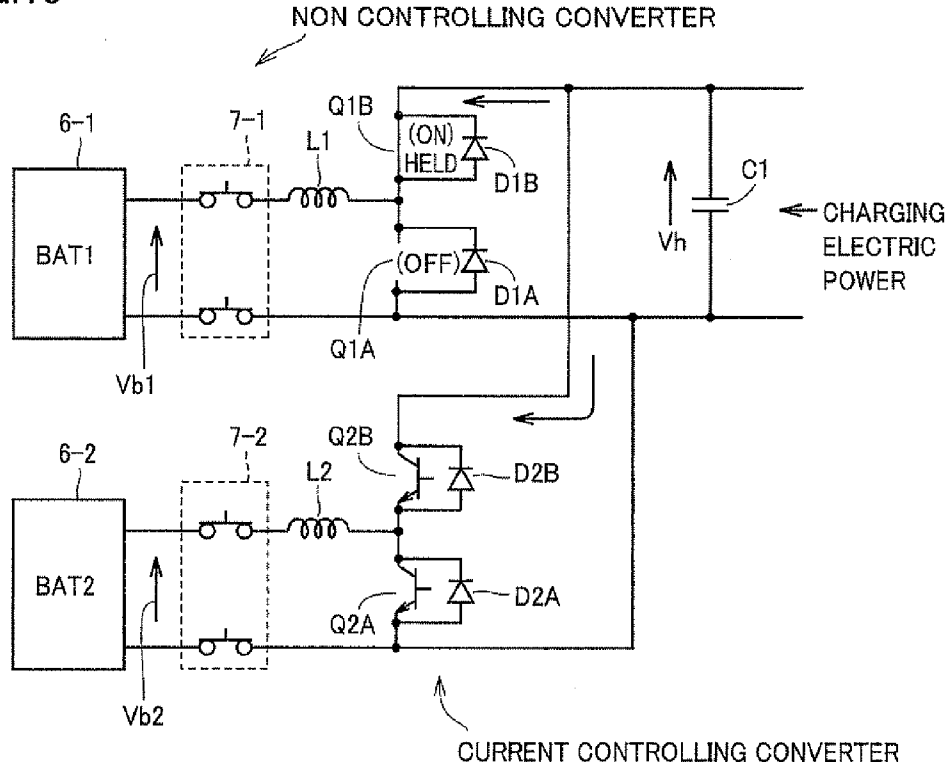 NON CONTROLLING CONVERTER
6-1
7-1
L1
Q1B
(ON)
HELD
D1B
C1
BAT1
Vh
CHARGING
ELECTRIC
POWER
(OFF)
D1A
Q1A
Vb1
6-2
7-2
L2
Q2B
D2B
BAT2
D2A
Q2A
Vb2
CURRENT CONTROLLING CONVERTER